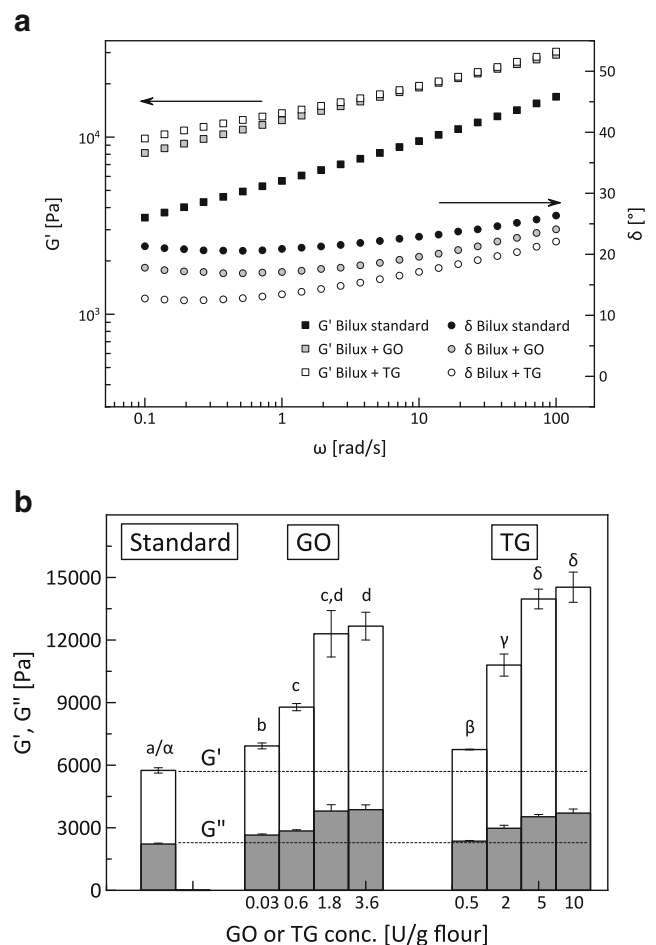 a
G' [Pa]
10⁴
10³
50
40
30
20
10
0
δ [°]
G' Bilux standard
G' Bilux + GO
G' Bilux + TG
δ Bilux standard
δ Bilux + GO
δ Bilux + TG
0.1 1 10 100
ω [rad/s]
b
Standard GO TG
G', G" [Pa]
15000
12000
9000
6000
3000
0
a/α b c c,d d β γ δ δ
G'
G"
0.03 0.6 1.8 3.6 0.5 2 5 10
GO or TG conc. [U/g flour]